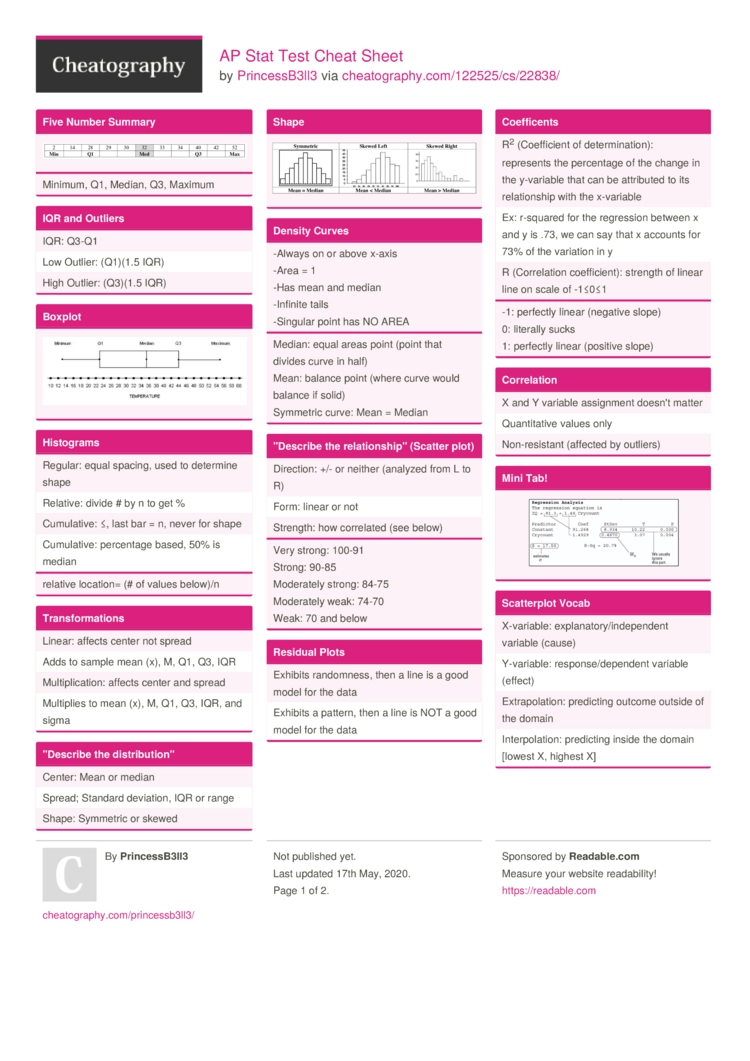 Cheatography
AP Stat Test Cheat Sheet
by PrincessB3ll3 via cheatography.com/122525/cs/22838/
Five Number Summary
2 14 28 29 30 32 33 34 40 42 52
Min Q1 Med Q3 Max
Minimum, Q1, Median, Q3, Maximum
IQR and Outliers
IQR: Q3-Q1
Low Outlier: (Q1)(1.5 IQR)
High Outlier: (Q3)(1.5 IQR)
Boxplot
Minimum Q1 Median Q3 Maximum
10 12 14 16 18 20 22 24 26 28 30 32 34 36 38 40 42 44 46 48 50 52 54 56 58 60
TEMPERATURE
Histograms
Regular: equal spacing, used to determine
shape
Relative: divide # by n to get %
Cumulative: ≤, last bar = n, never for shape
Cumulative: percentage based, 50% is
median
relative location= (# of values below)/n
Transformations
Linear: affects center not spread
Adds to sample mean (x), M, Q1, Q3, IQR
Multiplication: affects center and spread
Multiplies to mean (x), M, Q1, Q3, IQR, and
sigma
"Describe the distribution"
Center: Mean or median
Spread; Standard deviation, IQR or range
Shape: Symmetric or skewed
Shape
Symmetric Skewed Left Skewed Right
Mean = Median Mean < Median Mean > Median
Density Curves
-Always on or above x-axis
-Area = 1
-Has mean and median
-Infinite tails
-Singular point has NO AREA
Median: equal areas point (point that
divides curve in half)
Mean: balance point (where curve would
balance if solid)
Symmetric curve: Mean = Median
"Describe the relationship" (Scatter plot)
Direction: +/- or neither (analyzed from L to
R)
Form: linear or not
Strength: how correlated (see below)
Very strong: 100-91
Strong: 90-85
Moderately strong: 84-75
Moderately weak: 74-70
Weak: 70 and below
Residual Plots
Exhibits randomness, then a line is a good
model for the data
Exhibits a pattern, then a line is NOT a good
model for the data
Coefficents
R2 (Coefficient of determination):
represents the percentage of the change in
the y-variable that can be attributed to its
relationship with the x-variable
Ex: r-squared for the regression between x
and y is .73, we can say that x accounts for
73% of the variation in y
R (Correlation coefficient): strength of linear
line on scale of -1≤0≤1
-1: perfectly linear (negative slope)
0: literally sucks
1: perfectly linear (positive slope)
Correlation
X and Y variable assignment doesn't matter
Quantitative values only
Non-resistant (affected by outliers)
Mini Tab!
Regression Analysis
The regression equation is
Predictor Coef StDev T P
Constant
Crycount
We usually
ignore
this part
Scatterplot Vocab
X-variable: explanatory/independent
variable (cause)
Y-variable: response/dependent variable
(effect)
Extrapolation: predicting outcome outside of
the domain
Interpolation: predicting inside the domain
[lowest X, highest X]
C
By PrincessB3ll3
cheatography.com/princessb3ll3/
Not published yet.
Last updated 17th May, 2020.
Page 1 of 2.
Sponsored by Readable.com
Measure your website readability!
https://readable.com